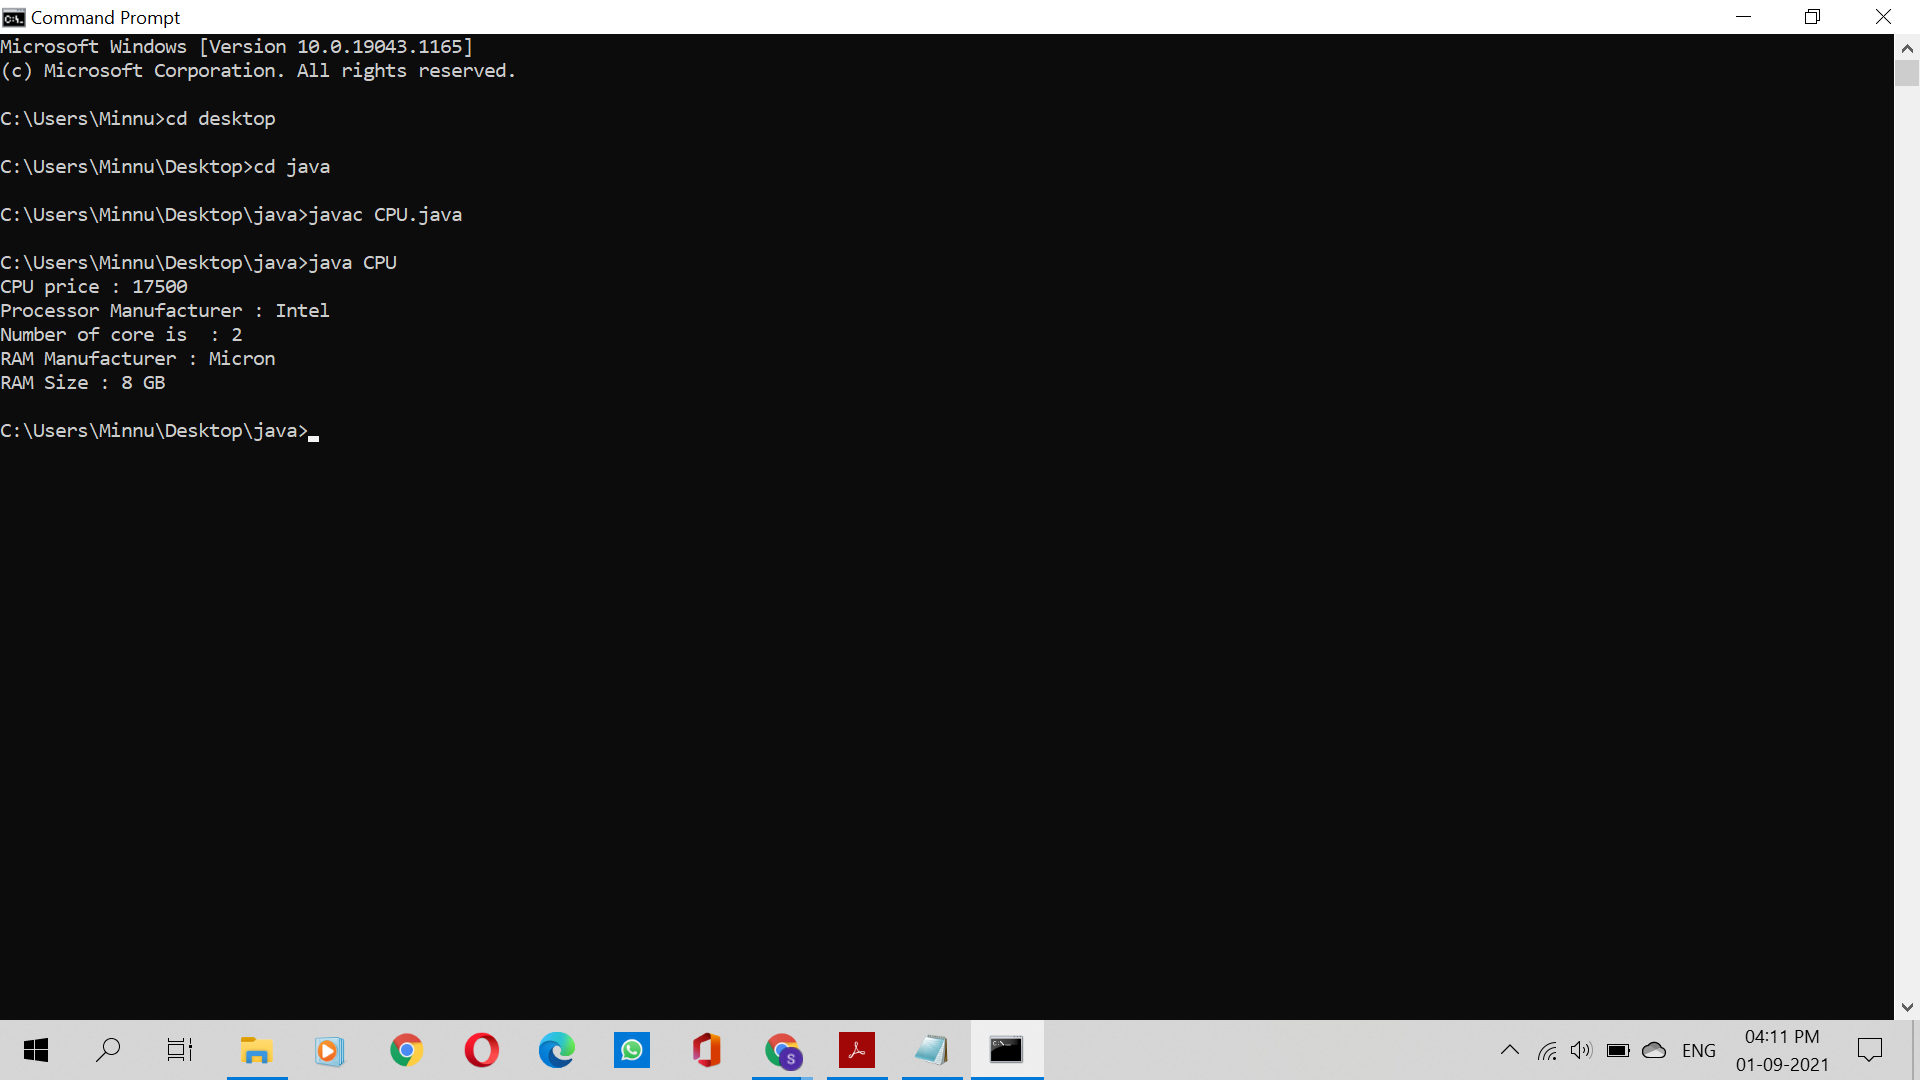 Command Prompt
Microsoft Windows [Version 10.0.19043.1165]
(c) Microsoft Corporation. All rights reserved.
C:\Users\Minnu>cd desktop
C:\Users\Minnu\Desktop>cd java
C:\Users\Minnu\Desktop\java>javac CPU.java
C:\Users\Minnu\Desktop\java>java CPU
CPU price : 17500
Processor Manufacturer : Intel
Number of core is  : 2
RAM Manufacturer : Micron
RAM Size : 8 GB
C:\Users\Minnu\Desktop\java>
S
ENG
04:11 PM
01-09-2021